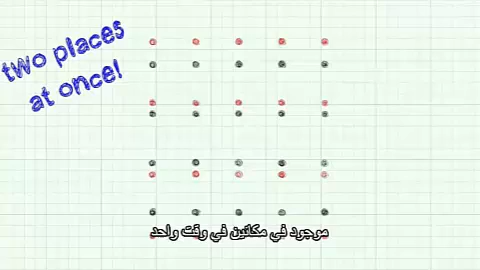 two places
at once!
موجود في مكانين في وقت واحد